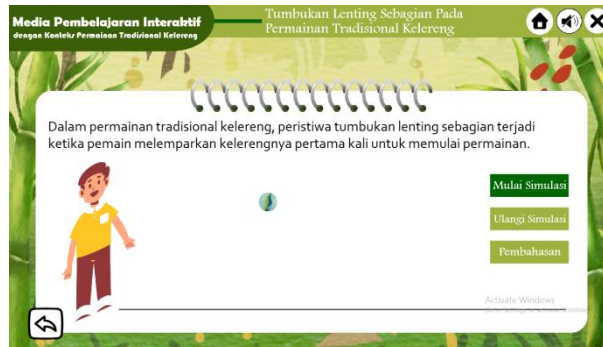 Media Pembelajaran Interaktif
dengan Konteks Permainan Tradisional Kelereng
Tumbukan Lenting Sebagian Pada
Permainan Tradisional Kelereng
Dalam permainan tradisional kelereng, peristiwa tumbukan lenting sebagian terjadi
ketika pemain melemparkan kelerengnya pertama kali untuk memulai permainan.
Mulai Simulasi
Ulangi Simulasi
Pembahasan
Activate Windows